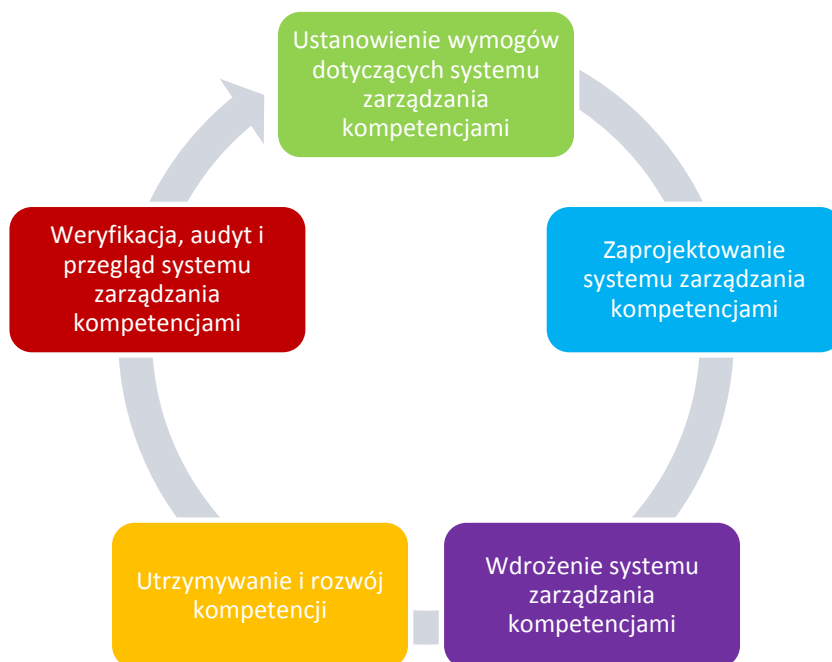 Ustanowienie wymogów
dotyczących systemu
zarządzania
kompetencjami
Zaprojektowanie
systemu zarządzania
kompetencjami
Wdrożenie systemu
zarządzania
kompetencjami
Utrzymywanie i rozwój
kompetencji
Weryfikacja, audyt i
przegląd systemu
zarządzania
kompetencjami